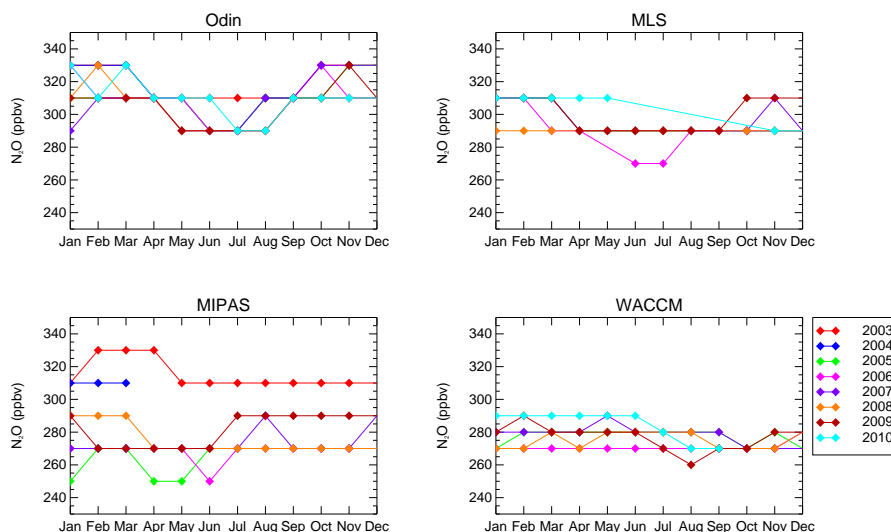 Odin
MLS
340
320
300
280
260
240
N₂O (ppbv)
Jan Feb Mar Apr May Jun Jul Aug Sep Oct Nov Dec
340
320
300
280
260
240
N₂O (ppbv)
Jan Feb Mar Apr May Jun Jul Aug Sep Oct Nov Dec
MIPAS
WACCM
340
320
300
280
260
240
N₂O (ppbv)
Jan Feb Mar Apr May Jun Jul Aug Sep Oct Nov Dec
340
320
300
280
260
240
N₂O (ppbv)
Jan Feb Mar Apr May Jun Jul Aug Sep Oct Nov Dec
2003
2004
2005
2006
2007
2008
2009
2010